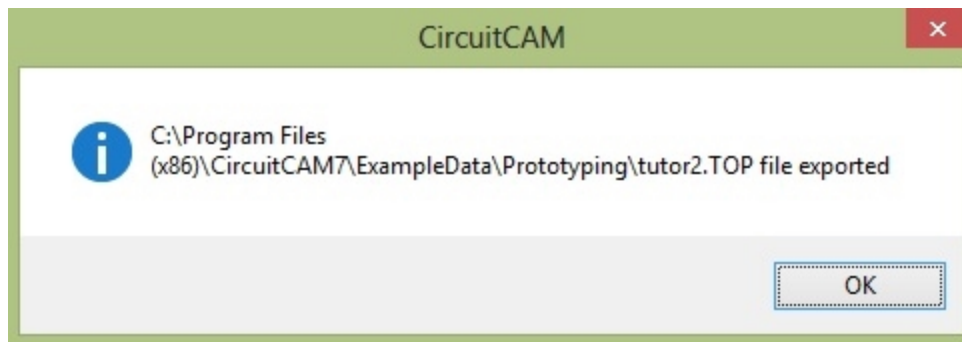 CircuitCAM
C:\Program Files
(x86)\CircuitCAM7\ExampleData\Prototyping\tutor2.TOP file exported
OK